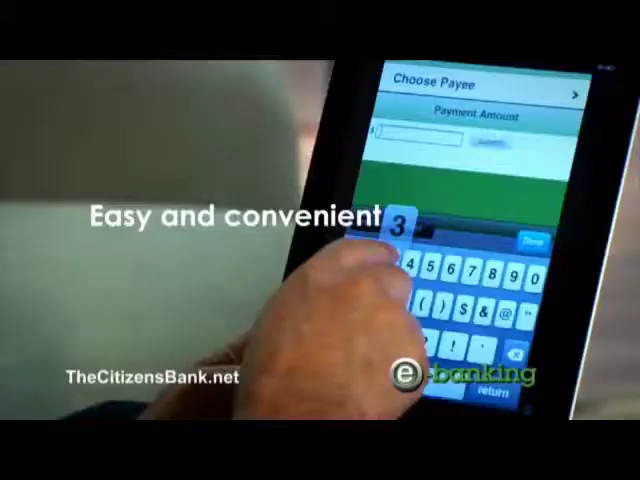 Choose Payee >
Payment Amount
$
Easy and convenient
3
Done
4 5 6 7 8 9 0
( ) $ & @ "
? ! '
TheCitizensBank.net
e-banking
return